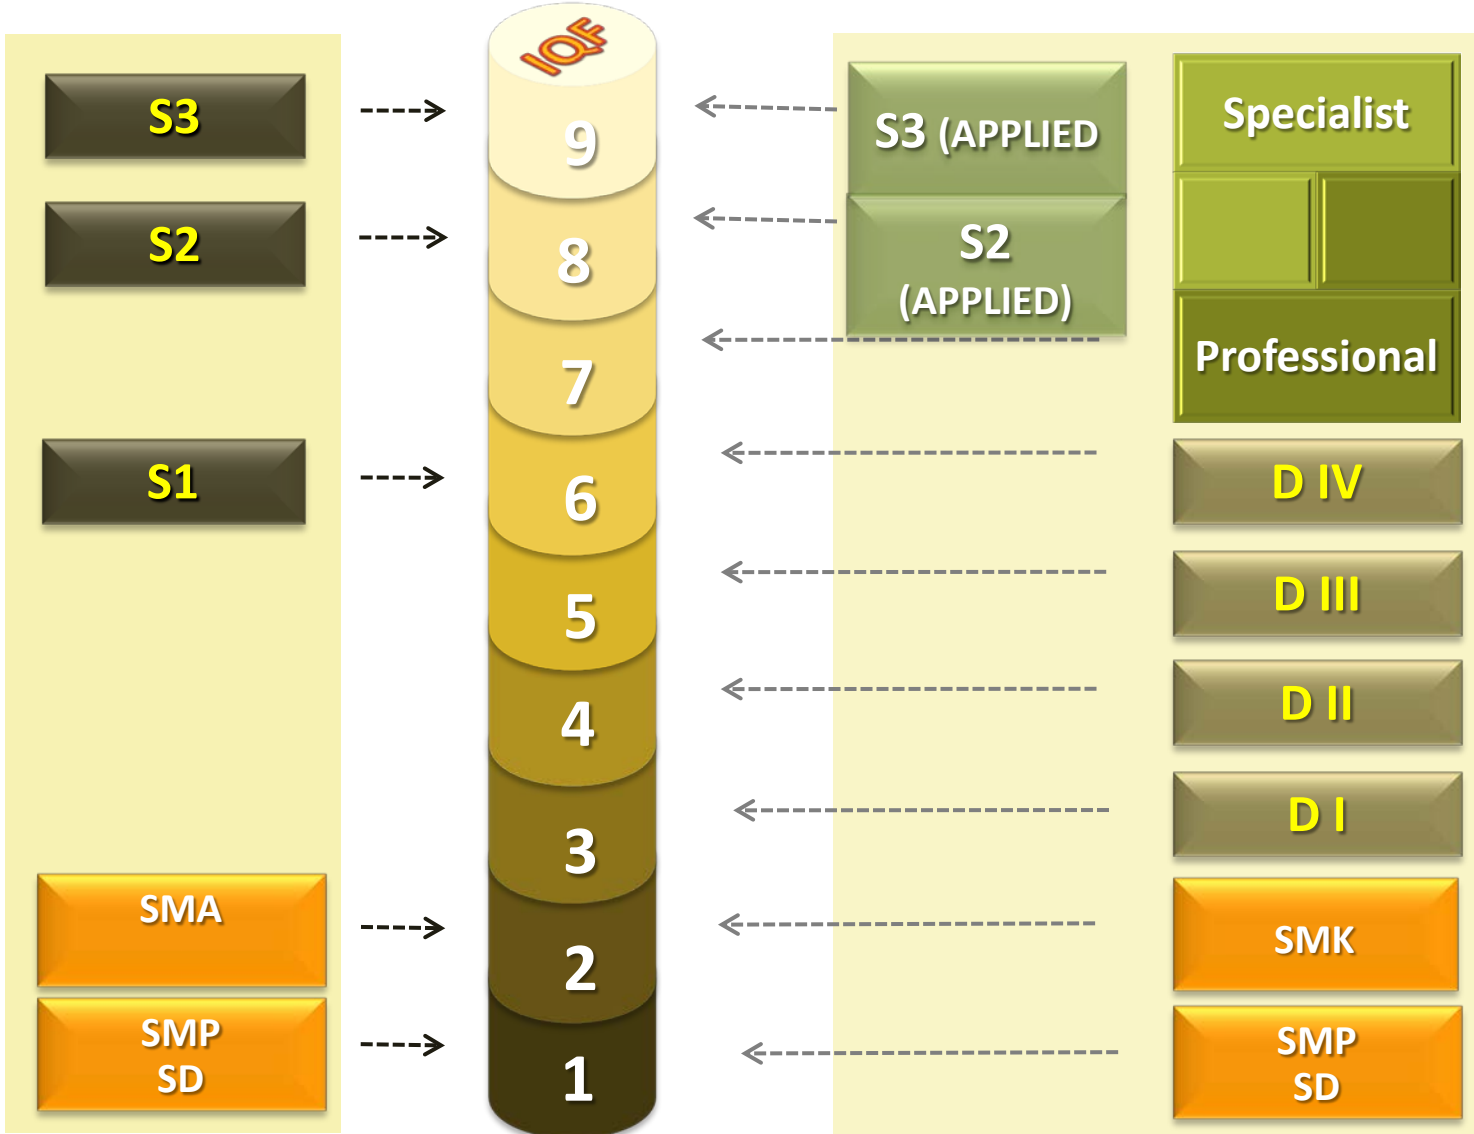 IQF
S3
S2
S1
SMA
SMP
SD
9
8
7
6
5
4
3
2
1
S3 (APPLIED
S2
(APPLIED)
Specialist
Professional
D IV
D III
D II
D I
SMK
SMP
SD